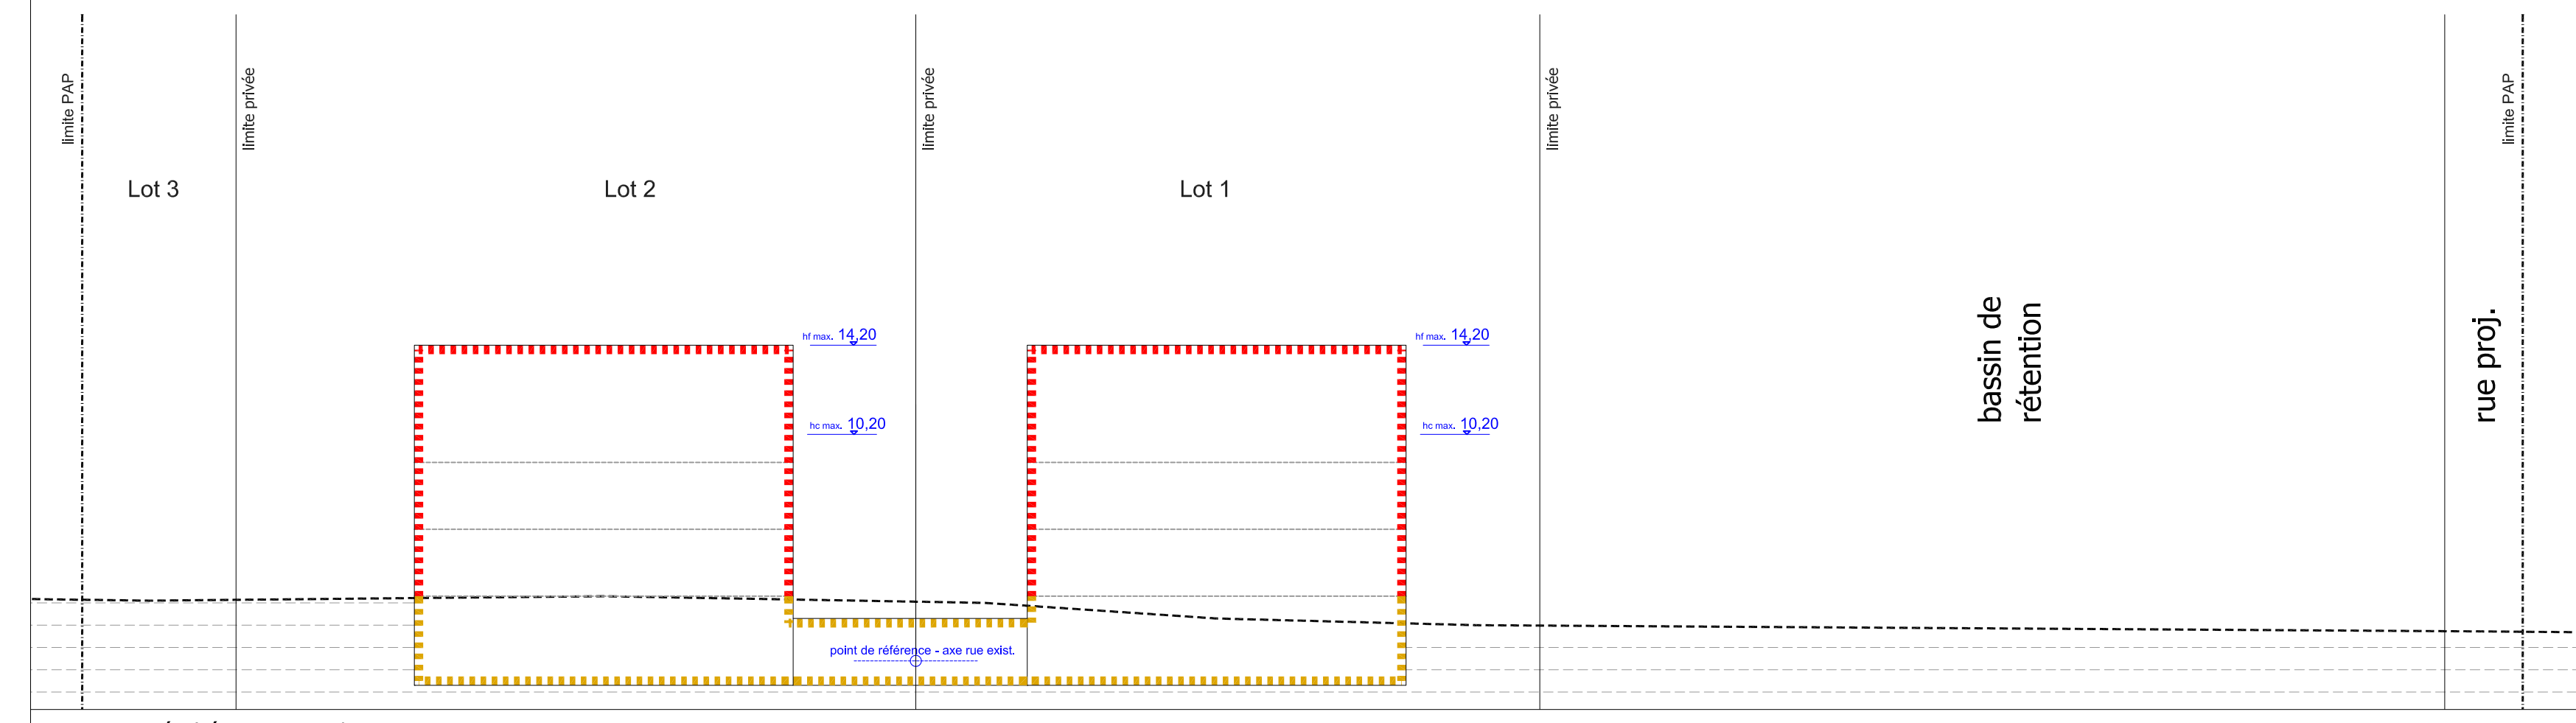 limite PAP
limite privée
limite privée
limite privée
limite PAP
Lot 3
Lot 2
Lot 1
hf max. 14,20
hf max. 14,20
hc max. 10,20
hc max. 10,20
bassin de
rétention
rue proj.
point de référence - axe rue exist.